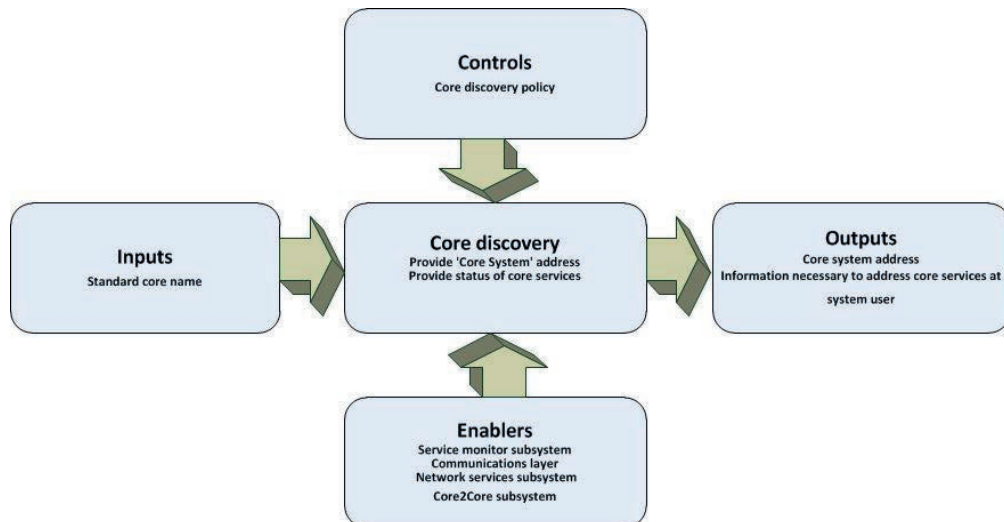 Controls
Core discovery policy
Inputs
Standard core name
Core discovery
Provide 'Core System' address
Provide status of core services
Outputs
Core system address
Information necessary to address core services at
system user
Enablers
Service monitor subsystem
Communications layer
Network services subsystem
Core2Core subsystem